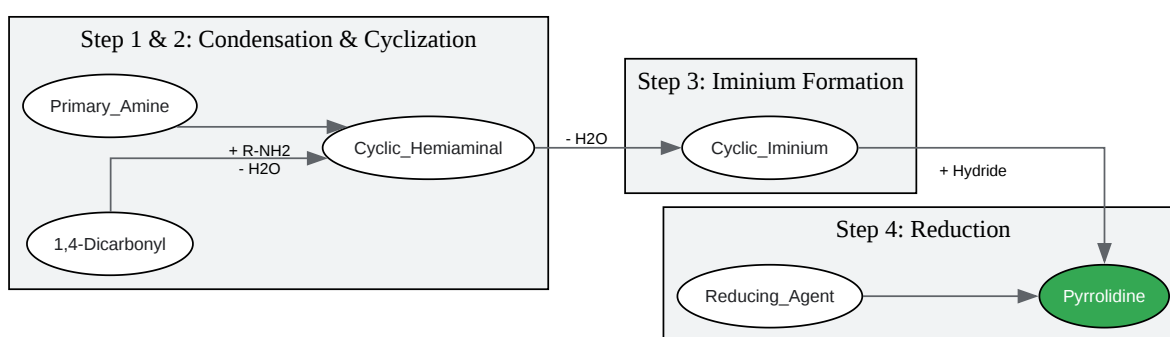 Step 1 & 2: Condensation & Cyclization
Primary_Amine
+ R-NH2
- H2O
Cyclic_Hemiaminal
1,4-Dicarbonyl
- H2O
Step 3: Iminium Formation
Cyclic_Iminium
+ Hydride
Step 4: Reduction
Reducing_Agent
Pyrrolidine